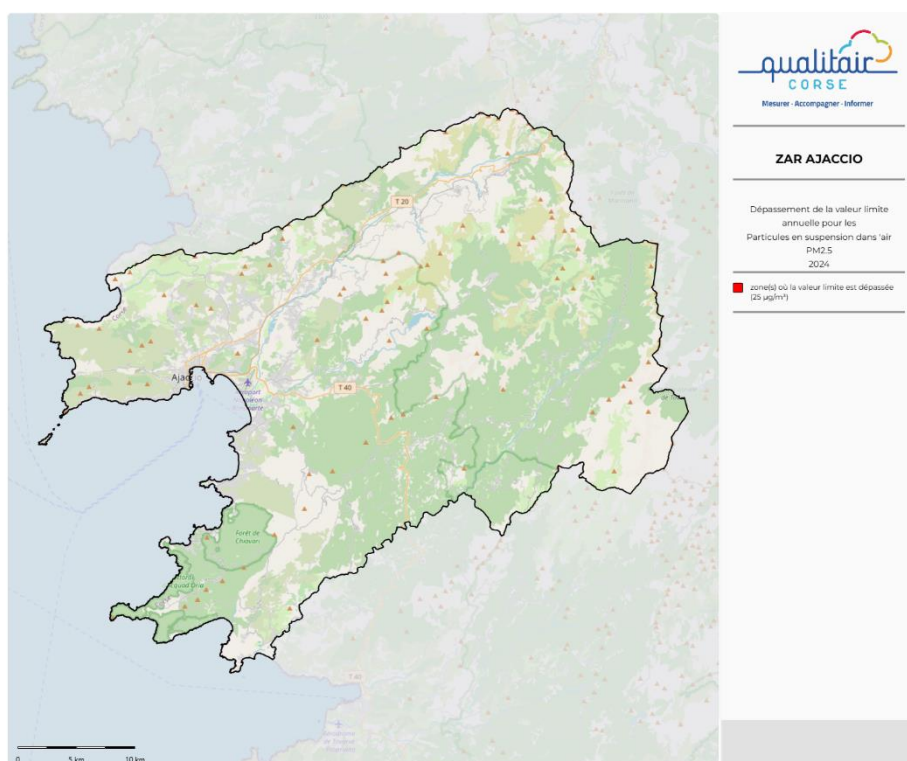 qualitair
CORSE
Mesurer - Accompagner - Informer
ZAR AJACCIO
Dépassement de la valeur limite
annuelle pour les
Particules en suspension dans 'air
PM2.5
2024
zone(s) où la valeur limite est dépassée
(25 µg/m³)
T 20
T 40
Forêt de
T 40
0 5 km 10 km